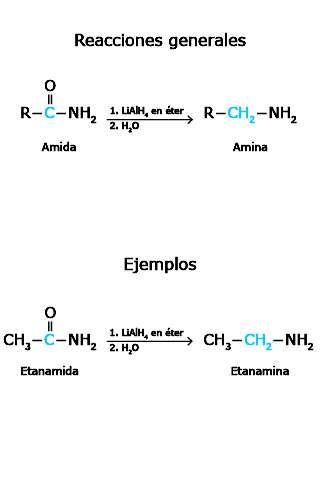 Reacciones generales
O
R–C–NH₂ 1. LiAlH₄ en éter R–CH₂–NH₂
2. H₂O
Amida Amina
Ejemplos
O
CH₃–C–NH₂ 1. LiAlH₄ en éter CH₃–CH₂–NH₂
2. H₂O
Etanamida Etanamina